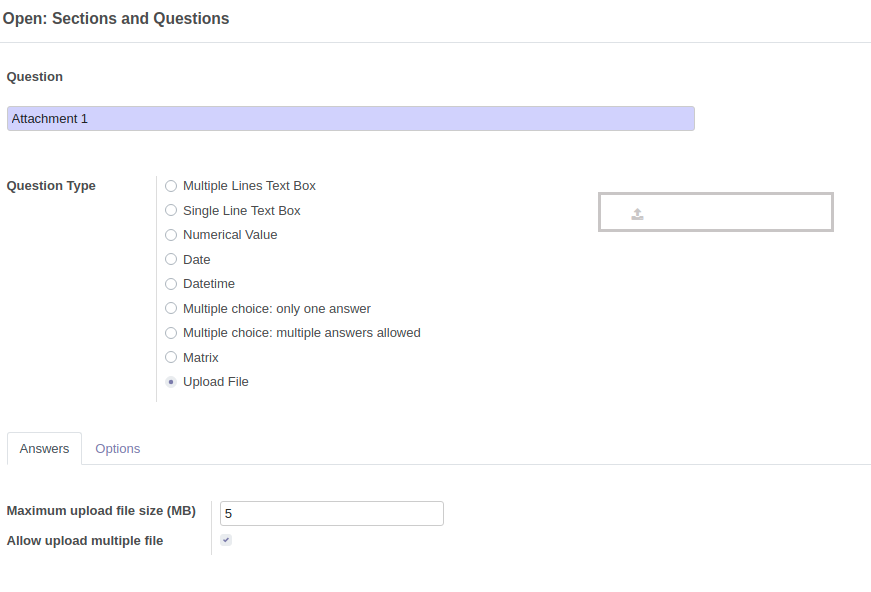 Open: Sections and Questions
Question
Attachment 1
Question Type
Multiple Lines Text Box
Single Line Text Box
Numerical Value
Date
Datetime
Multiple choice: only one answer
Multiple choice: multiple answers allowed
Matrix
Upload File
Answers Options
Maximum upload file size (MB) 5
Allow upload multiple file